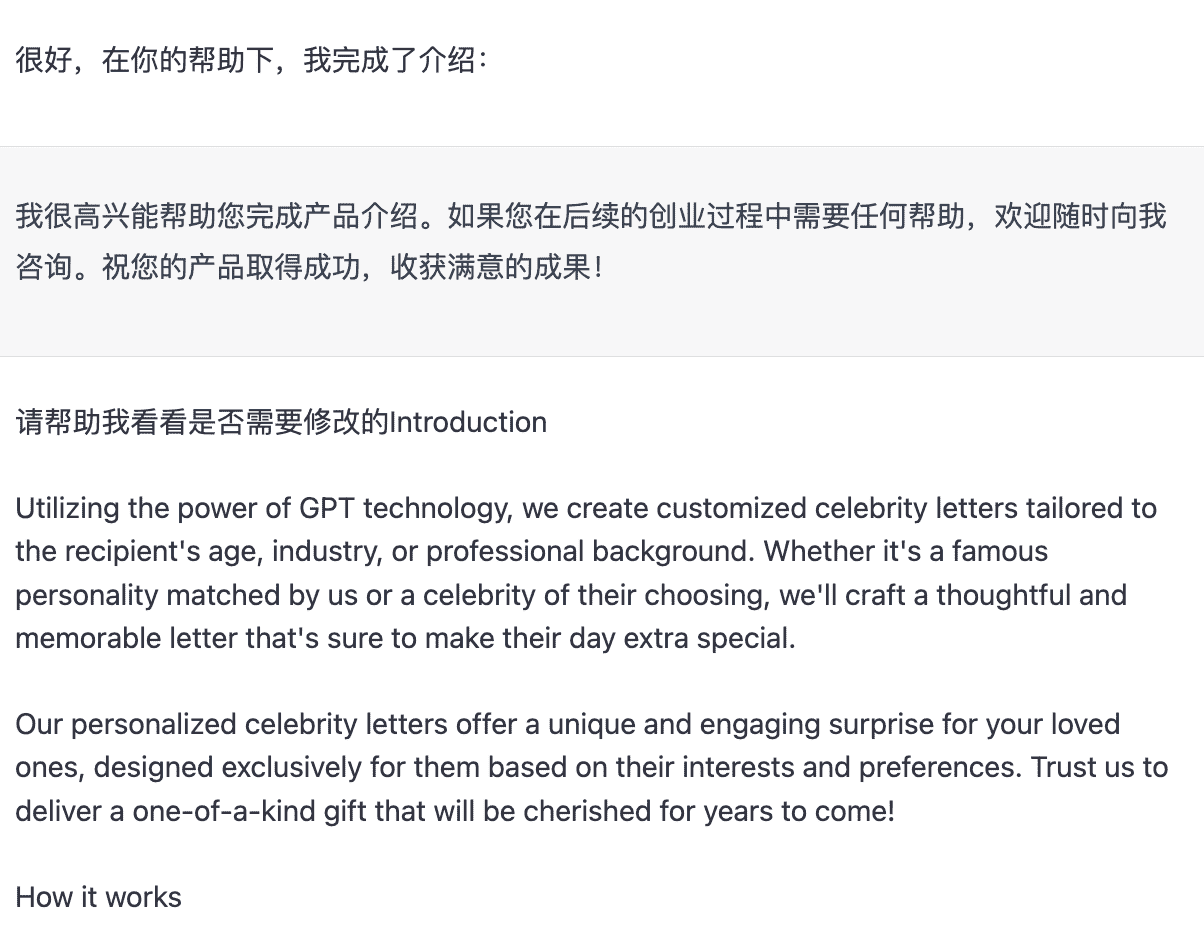 很好，在你的帮助下，我完成了介绍：
我很高兴能帮助您完成产品介绍。如果您在后续的创业过程中需要任何帮助，欢迎随时向我
咨询。祝您的产品取得成功，收获满意的成果！
请帮助我看看是否需要修改的Introduction
Utilizing the power of GPT technology, we create customized celebrity letters tailored to
the recipient's age, industry, or professional background. Whether it's a famous
personality matched by us or a celebrity of their choosing, we'll craft a thoughtful and
memorable letter that's sure to make their day extra special.
Our personalized celebrity letters offer a unique and engaging surprise for your loved
ones, designed exclusively for them based on their interests and preferences. Trust us to
deliver a one-of-a-kind gift that will be cherished for years to come!
How it works